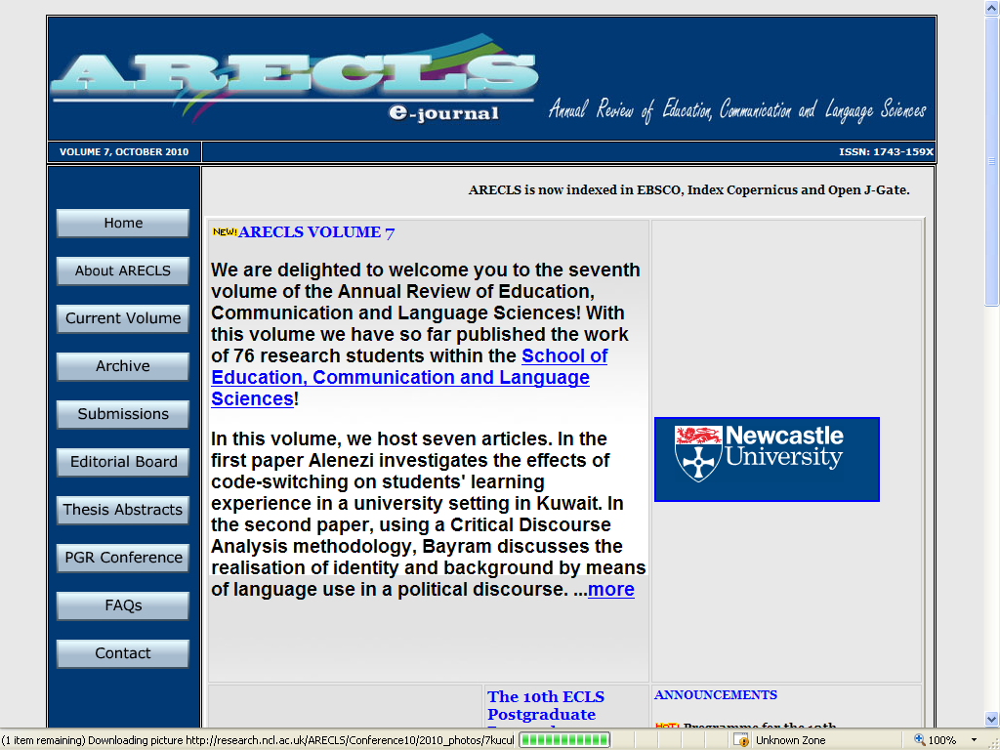 ARECLS
e-journal
Annual Review of Education, Communication and Language Sciences
VOLUME 7, OCTOBER 2010
ISSN: 1743-159X
Home
About ARECLS
Current Volume
Archive
Submissions
Editorial Board
Thesis Abstracts
PGR Conference
FAQs
Contact
ARECLS is now indexed in EBSCO, Index Copernicus and Open J-Gate.
NEW! ARECLS VOLUME 7
We are delighted to welcome you to the seventh
volume of the Annual Review of Education,
Communication and Language Sciences! With
this volume we have so far published the work
of 76 research students within the School of
Education, Communication and Language
Sciences!
In this volume, we host seven articles. In the
first paper Alenezi investigates the effects of
code-switching on students' learning
experience in a university setting in Kuwait. In
the second paper, using a Critical Discourse
Analysis methodology, Bayram discusses the
realisation of identity and background by means
of language use in a political discourse. ...more
Newcastle
University
The 10th ECLS
Postgraduate
ANNOUNCEMENTS
HOT! Programme for the 10th
(1 item remaining) Downloading picture http://research.ncl.ac.uk/ARECLS/Conference10/2010_photos/7kucul
Unknown Zone
100%